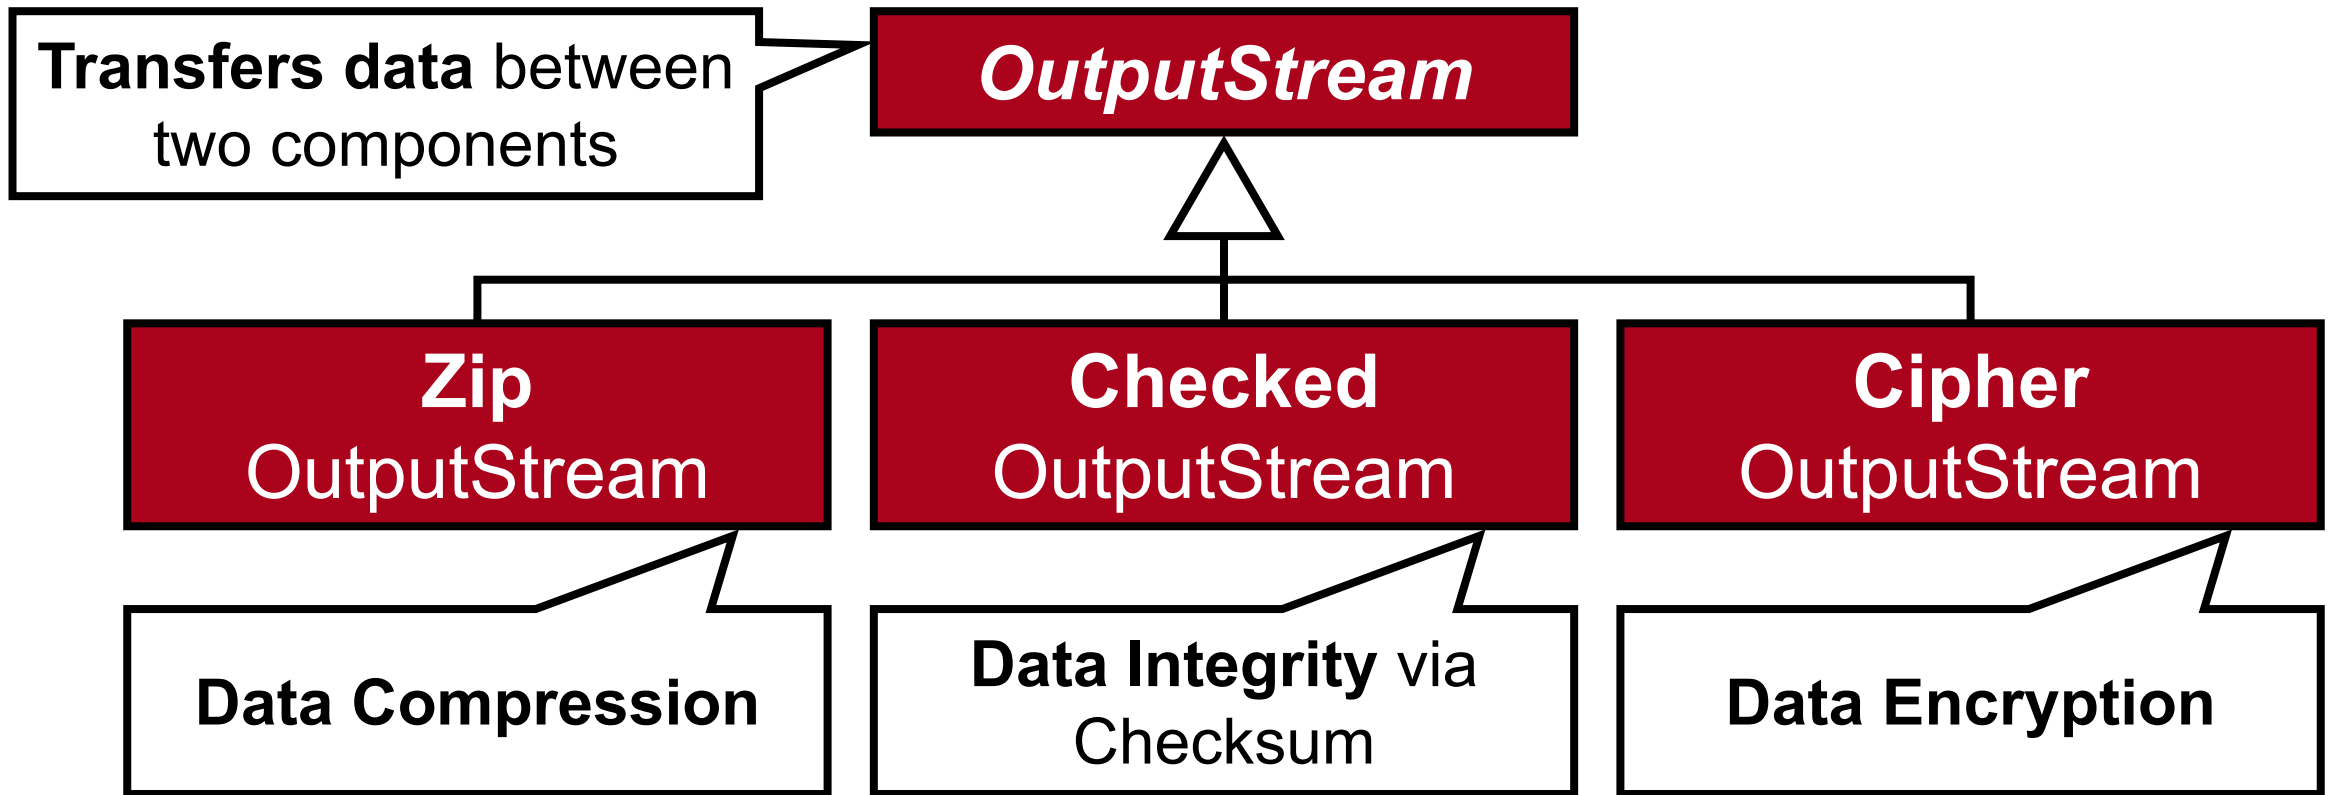 Transfers data between
two components
OutputStream
Zip
OutputStream
Checked
OutputStream
Cipher
OutputStream
Data Compression
Data Integrity via
Checksum
Data Encryption